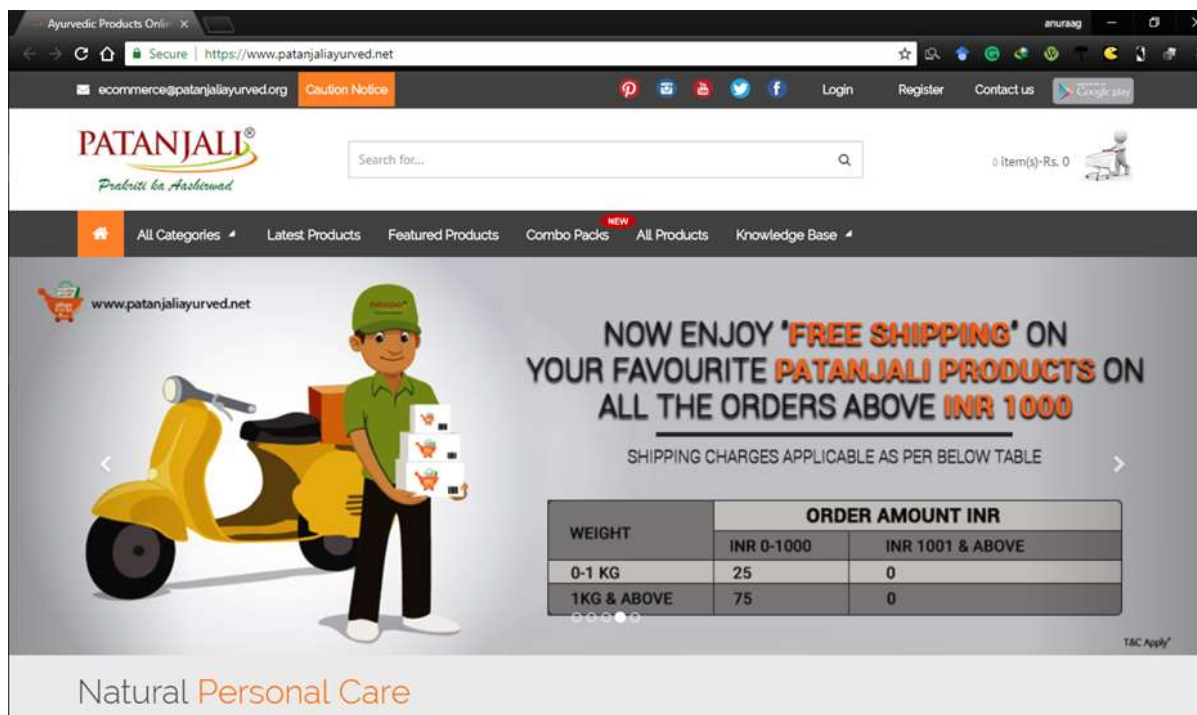 Ayurvedic Products Onlin
anuraag
Secure | https://www.patanjaliayurved.net
ecommerce@patanjaliayurved.org Caution Notice Login Register Contact us Google play
PATANJALI®
Prakriti ka Aashirwad
Search for...
0 item(s)-Rs. 0
NEW
All Categories Latest Products Featured Products Combo Packs All Products Knowledge Base
www.patanjaliayurved.net
NOW ENJOY "FREE SHIPPING" ON
YOUR FAVOURITE PATANJALI PRODUCTS ON
ALL THE ORDERS ABOVE INR 1000
SHIPPING CHARGES APPLICABLE AS PER BELOW TABLE
WEIGHT ORDER AMOUNT INR
INR 0-1000 INR 1001 & ABOVE
0-1 KG 25 0
1KG & ABOVE 75 0
T&C Apply*
Natural Personal Care